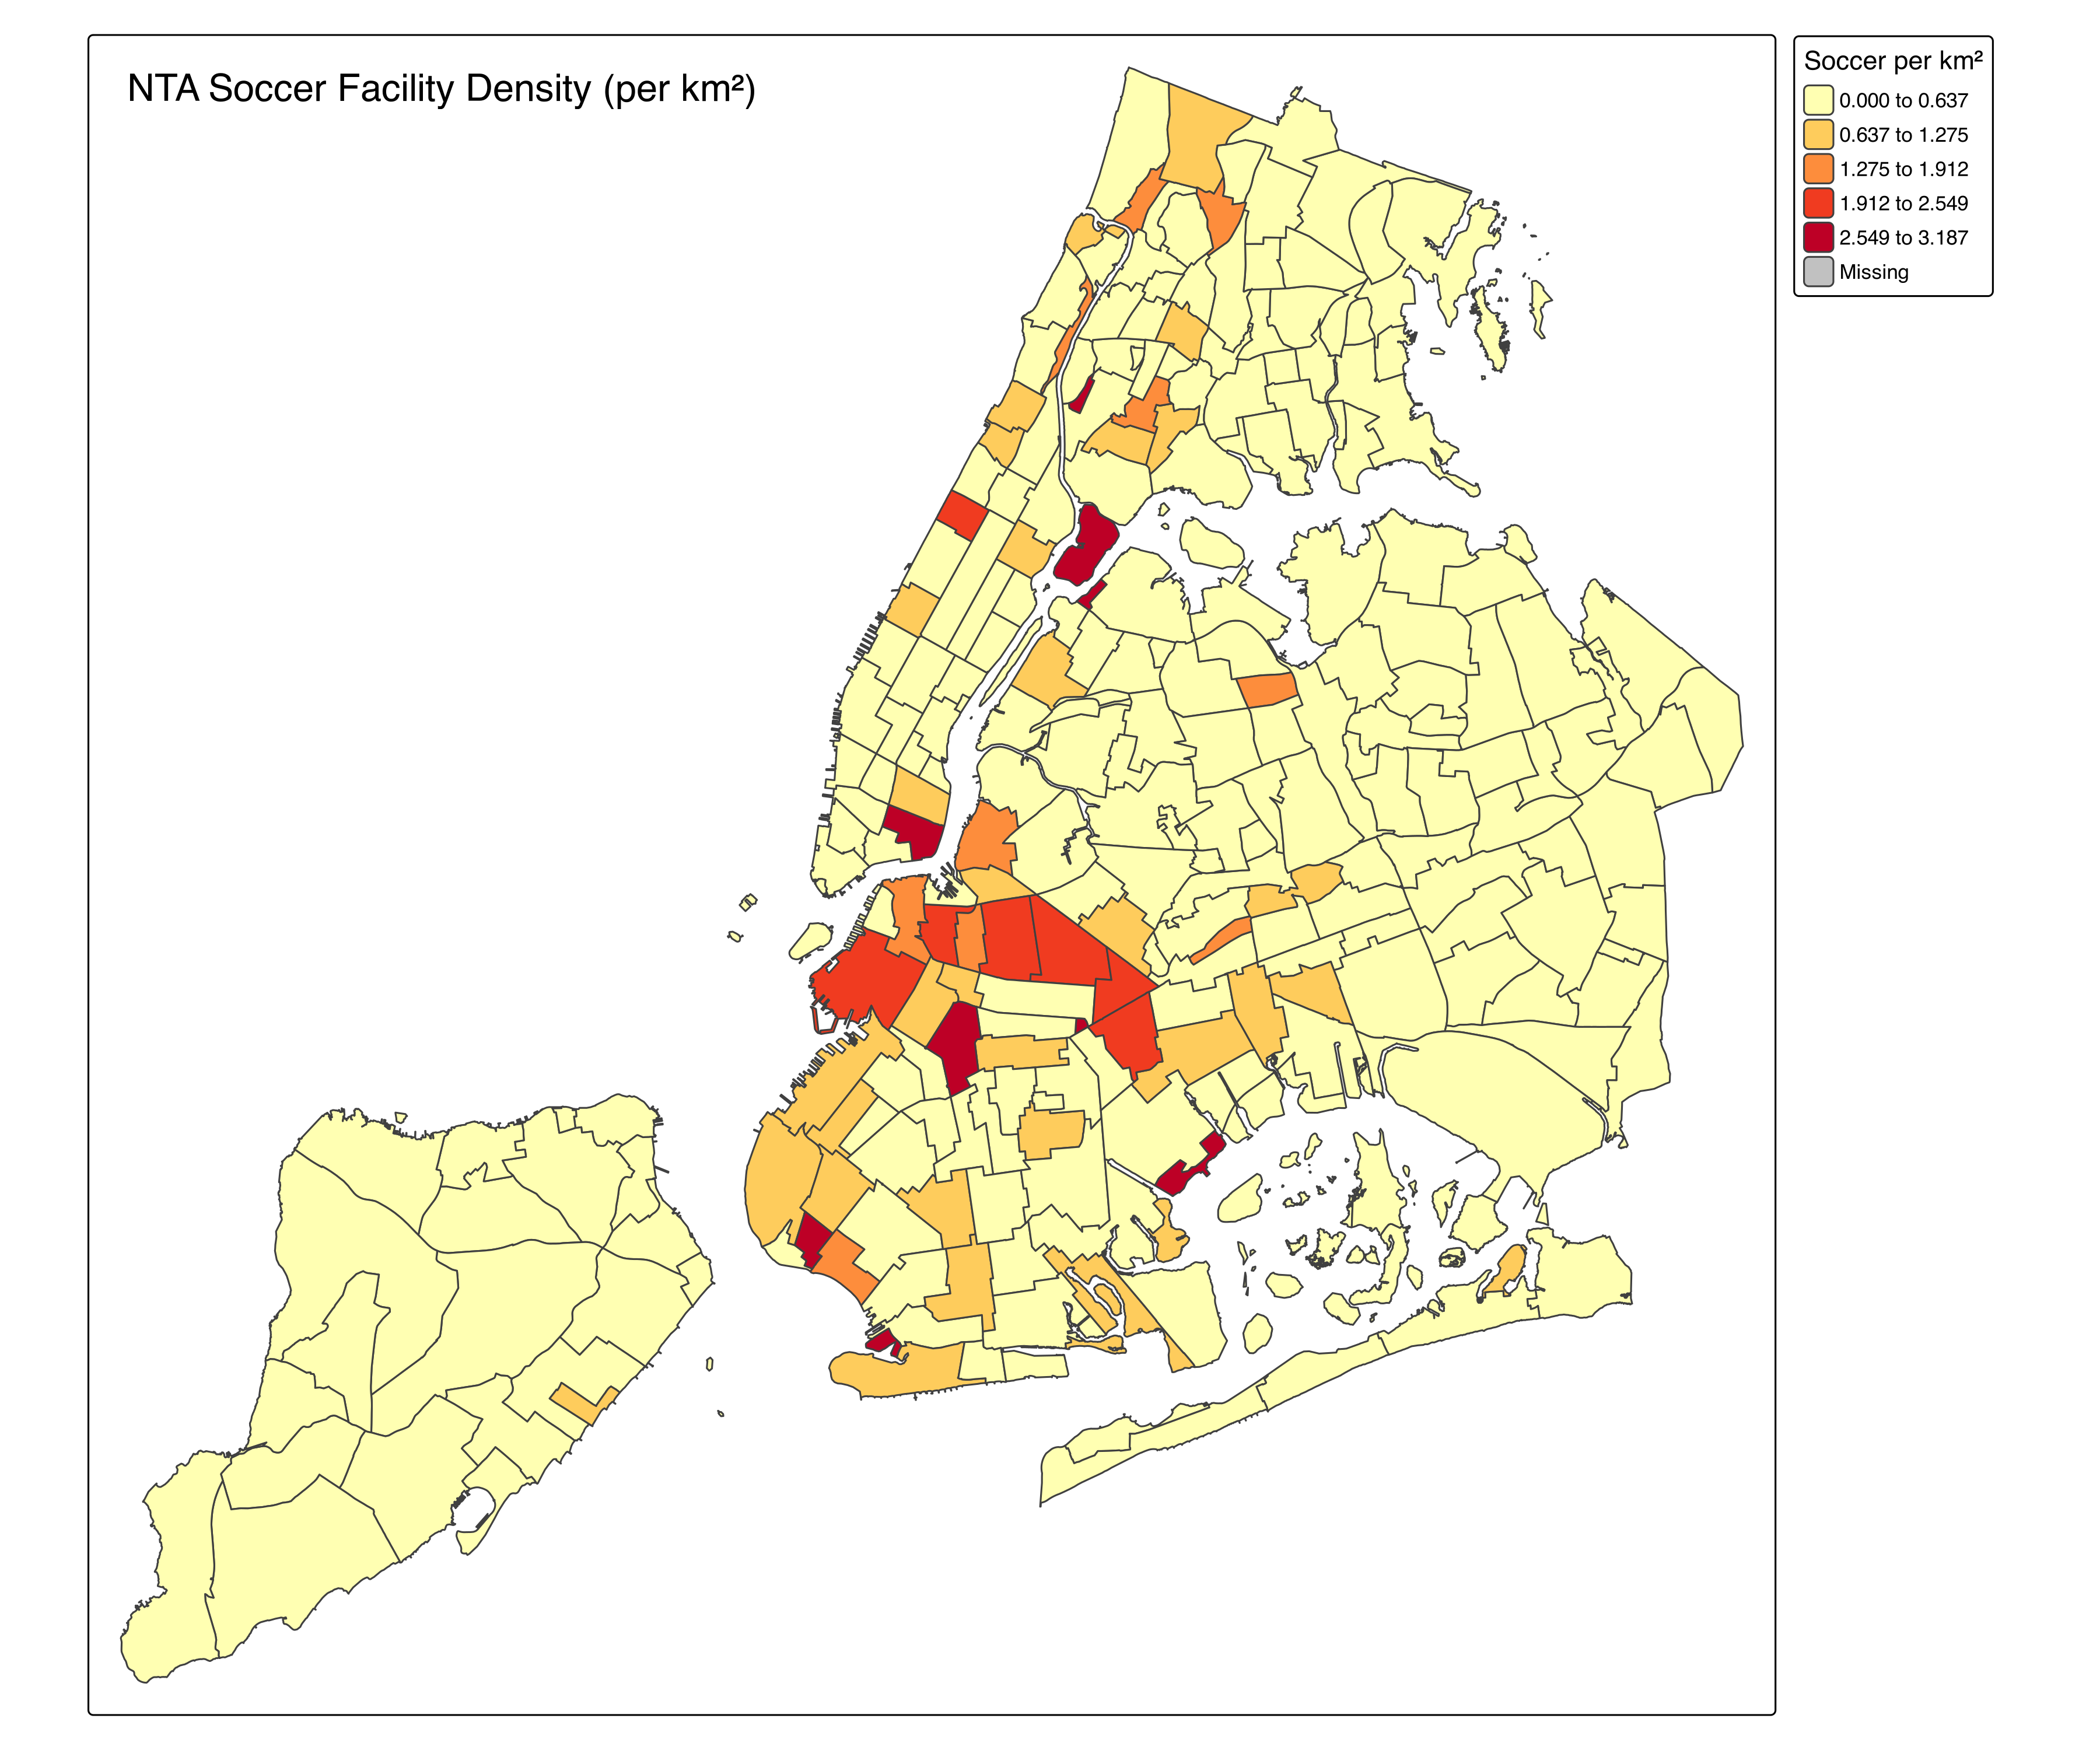 NTA Soccer Facility Density (per km²)
Soccer per km²
0.000 to 0.637
0.637 to 1.275
1.275 to 1.912
1.912 to 2.549
2.549 to 3.187
Missing